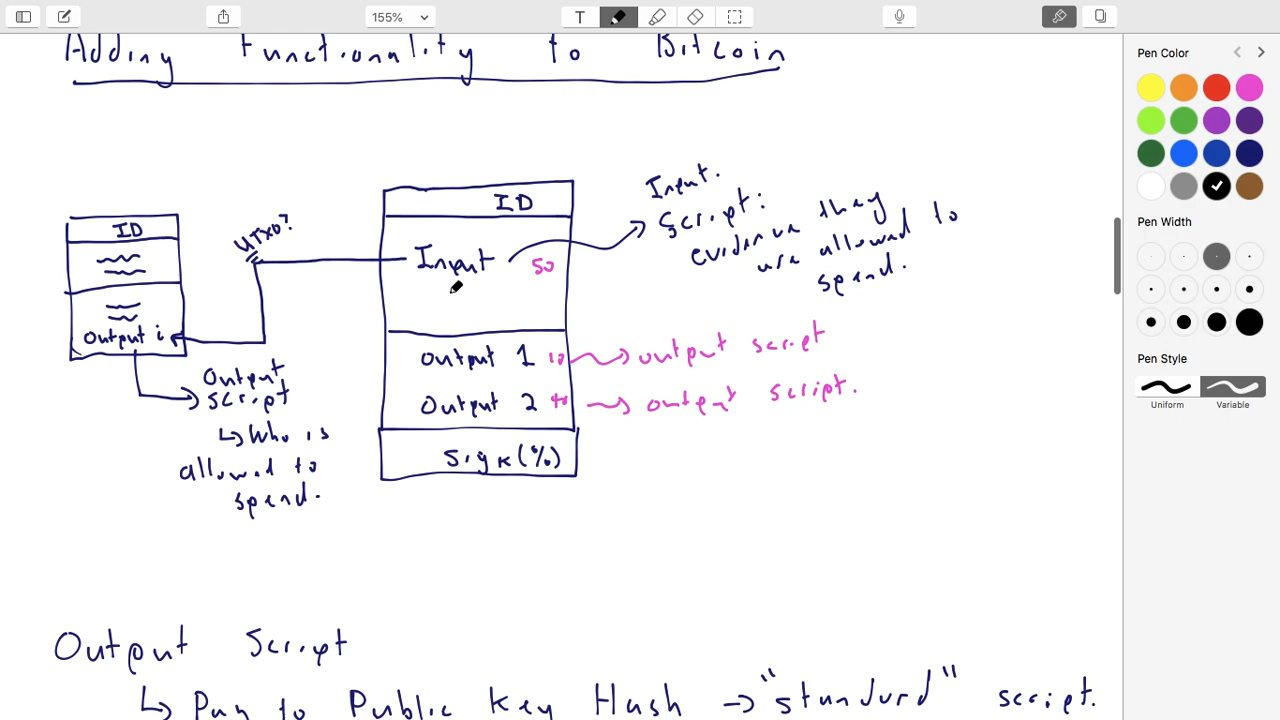 155%
T
Adding Functionality to Bitcoin
Pen Color
Pen Width
Pen Style
Uniform
Variable
ID
UTXO?
Output i
Output
script
↳ Who is
allowed to
spend.
ID
Input 50
Output 1 10
Output 2 40
Sigk(%)
Input
Script:
evidence they
are allowed to
spend.
output script
output script.
Output Script
↳ Pay to Public Key Hash → "standard" script.